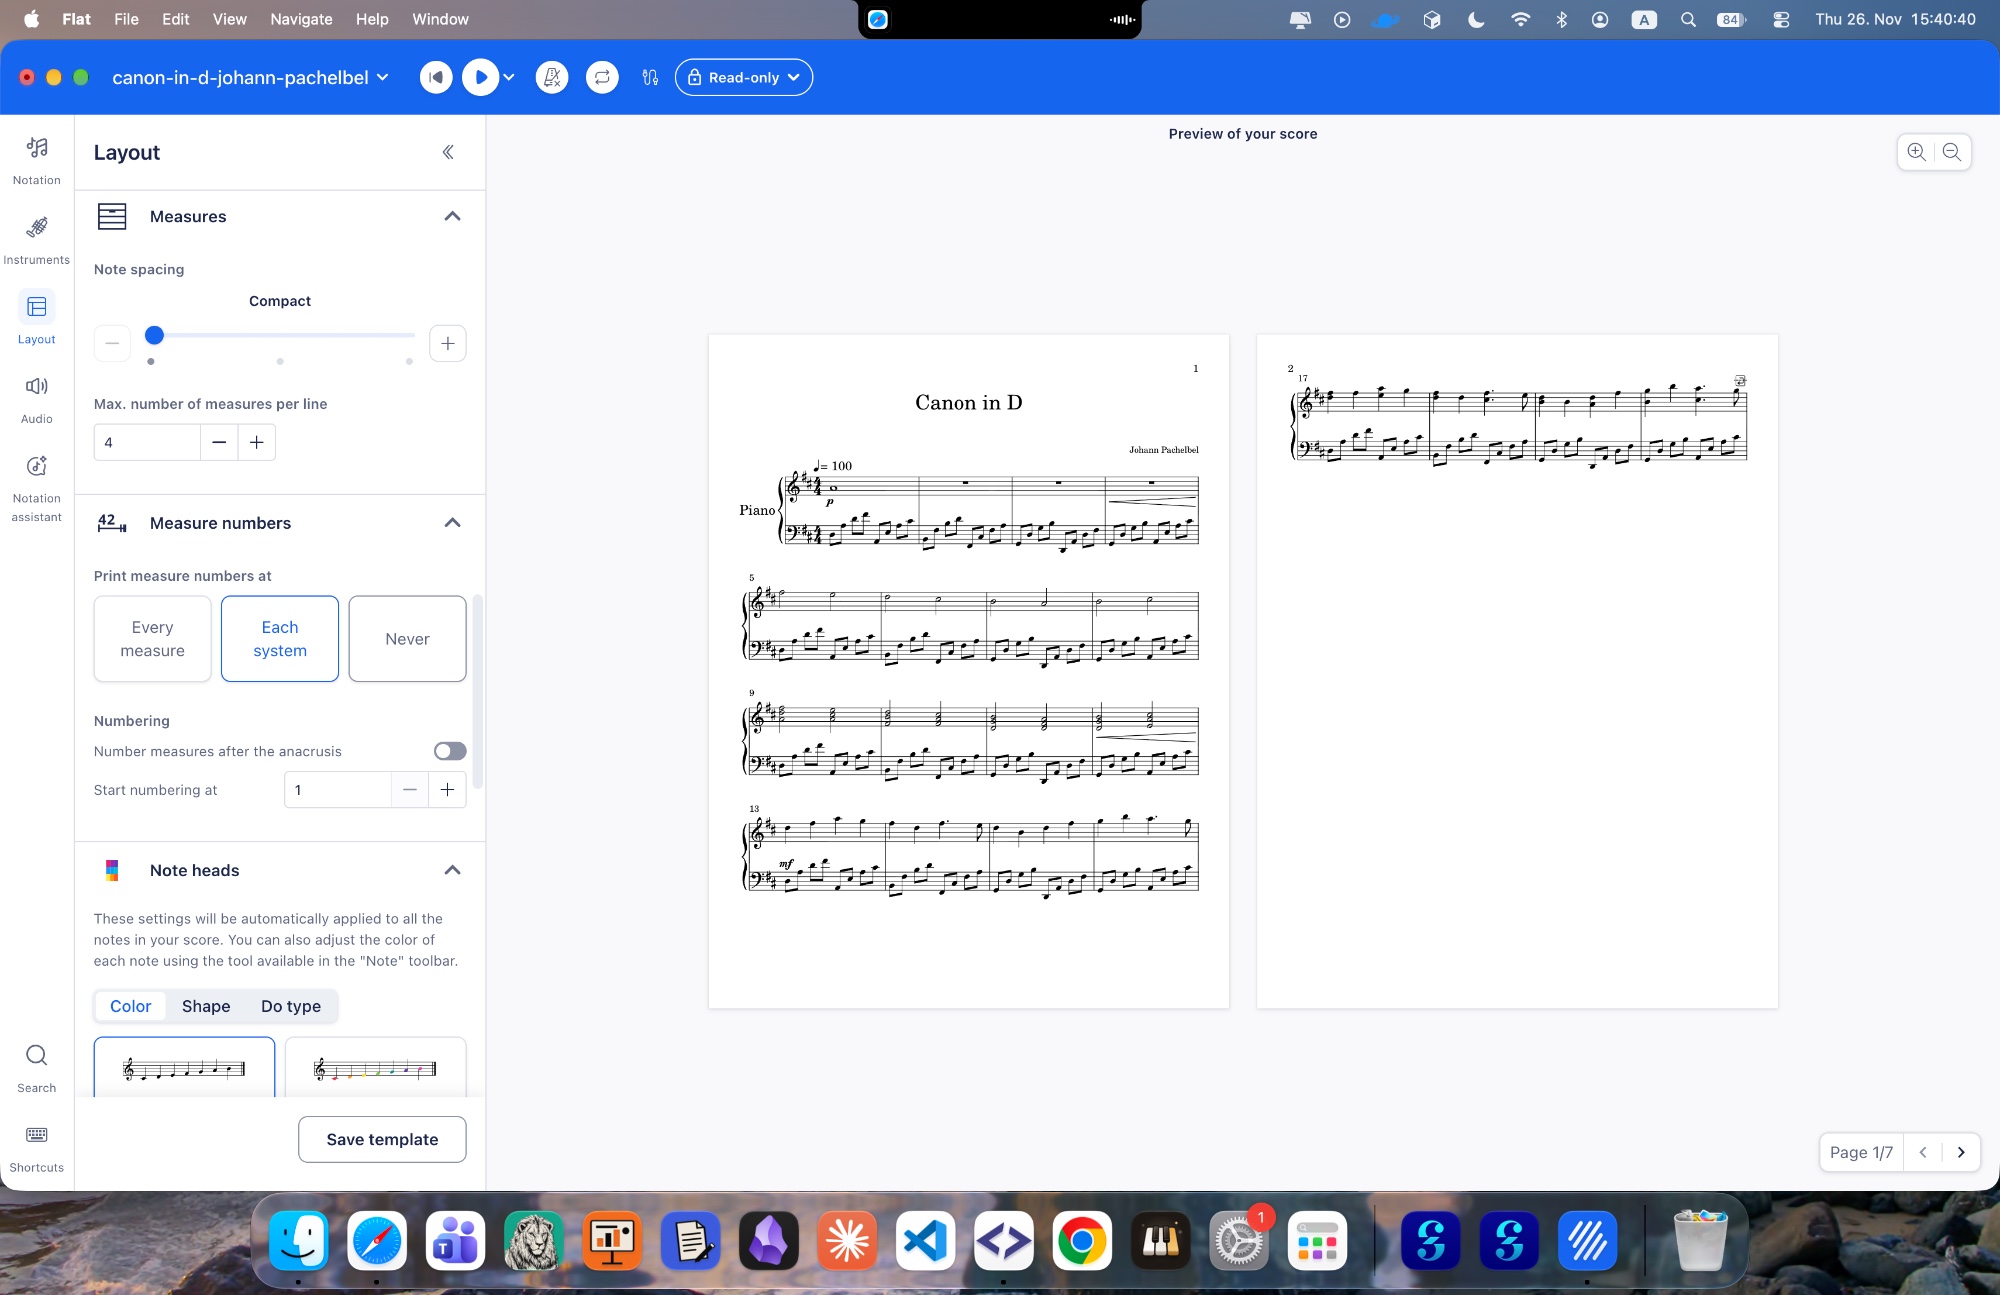 Flat File Edit View Navigate Help Window
A 84 Thu 26. Nov 15:40:40
canon-in-d-johann-pachelbel
Read-only
Notation
Instruments
Layout
Audio
Notation
assistant
Search
Shortcuts
Layout
Measures
Note spacing
Compact
Max. number of measures per line
4
42 Measure numbers
Print measure numbers at
Every
measure
Each
system
Never
Numbering
Number measures after the anacrusis
Start numbering at 1
Note heads
These settings will be automatically applied to all the
notes in your score. You can also adjust the color of
each note using the tool available in the "Note" toolbar.
Color Shape Do type
Save template
Preview of your score
1
Canon in D
Johann Pachelbel
= 100
p
Piano
5
9
13
mf
2
17
Page 1/7
T
1